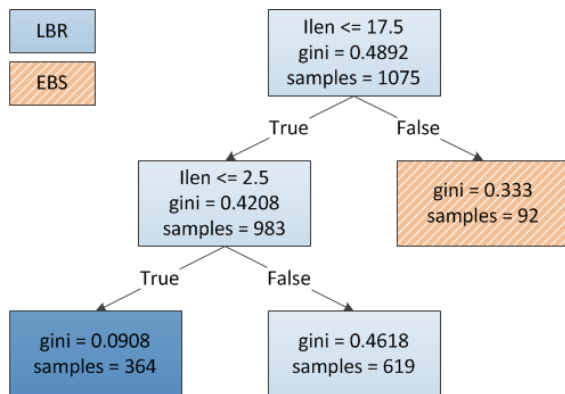 LBR
EBS
Ilen <= 17.5
gini = 0.4892
samples = 1075
True
False
Ilen <= 2.5
gini = 0.4208
samples = 983
gini = 0.333
samples = 92
True
False
gini = 0.0908
samples = 364
gini = 0.4618
samples = 619